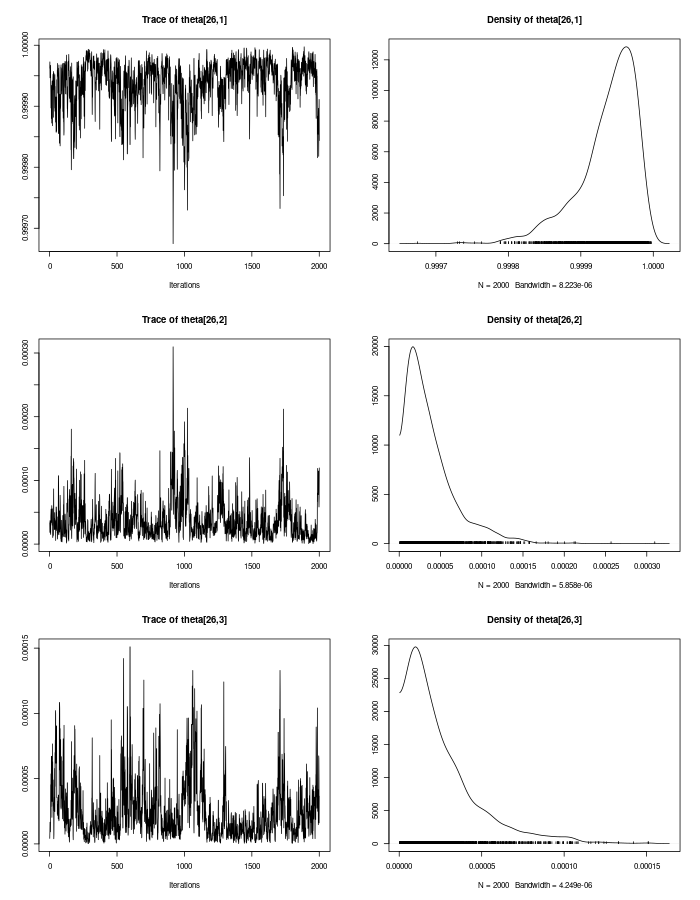 Trace of theta[26,1]
Density of theta[26,1]
1.00000
0.99990
0.99980
0.99970
0 500 1000 1500 2000
Iterations
12000
10000
8000
6000
4000
2000
0
0.9997 0.9998 0.9999 1.0000
N = 2000 Bandwidth = 8.223e-06
Trace of theta[26,2]
Density of theta[26,2]
0.00030
0.00020
0.00010
0.00000
0 500 1000 1500 2000
Iterations
20000
15000
10000
5000
0
0.00000 0.00005 0.00010 0.00015 0.00020 0.00025 0.00030
N = 2000 Bandwidth = 5.858e-06
Trace of theta[26,3]
Density of theta[26,3]
0.00015
0.00010
0.00005
0.00000
0 500 1000 1500 2000
Iterations
30000
25000
20000
15000
10000
5000
0
0.00000 0.00005 0.00010 0.00015
N = 2000 Bandwidth = 4.249e-06